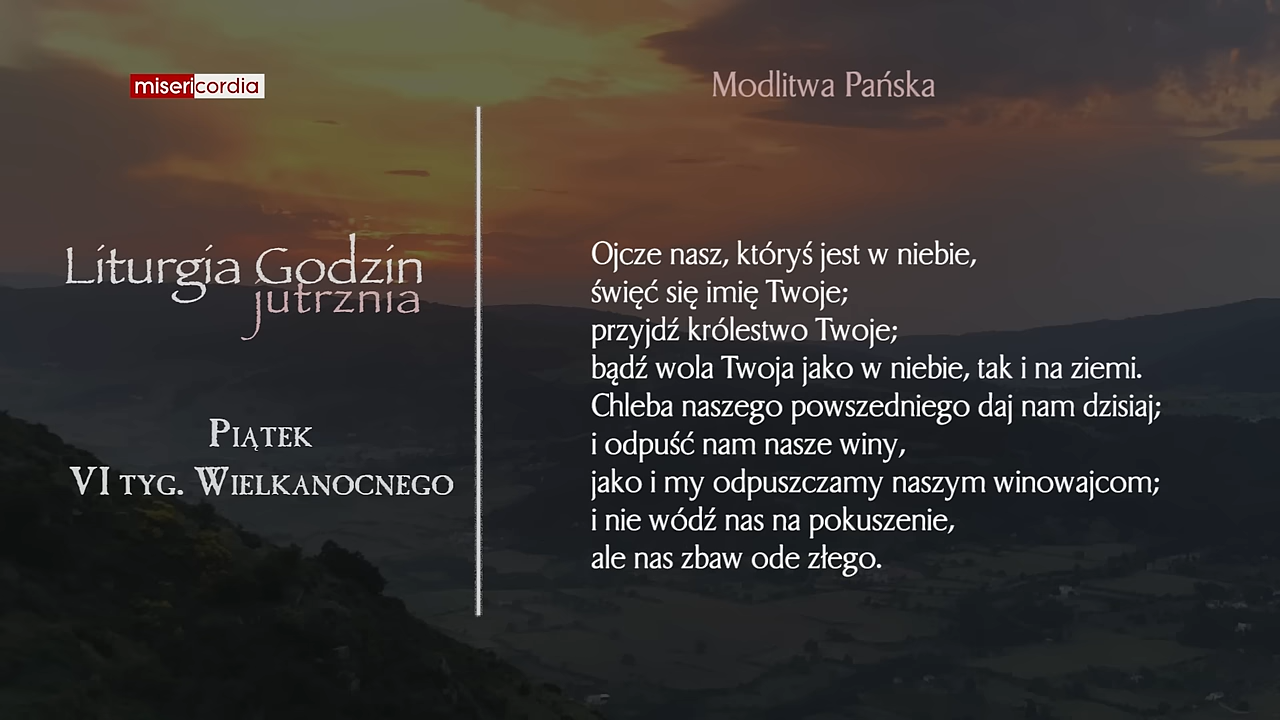 misericordia
Liturgia Godzin
jutrznia
Piątek
VI tyg. Wielkanocnego
Modlitwa Pańska
Ojcze nasz, któryś jest w niebie,
święć się imię Twoje;
przyjdź królestwo Twoje;
bądź wola Twoja jako w niebie, tak i na ziemi.
Chleba naszego powszedniego daj nam dzisiaj;
i odpuść nam nasze winy,
jako i my odpuszczamy naszym winowajcom;
i nie wódź nas na pokuszenie,
ale nas zbaw ode złego.